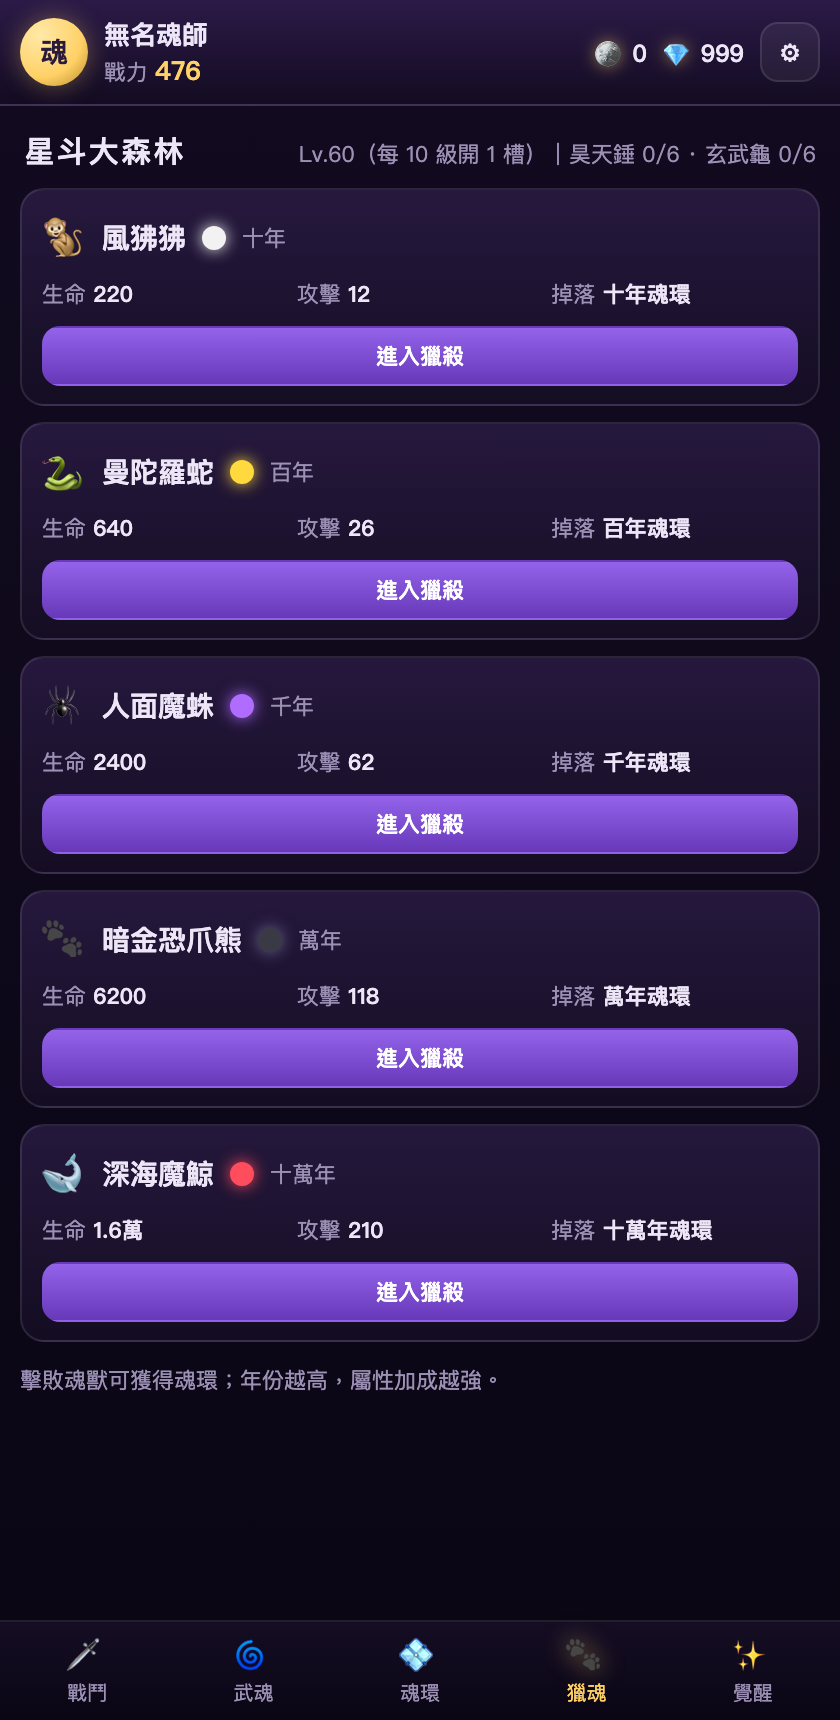 魂
無名魂師
戰力 476
0 999
星斗大森林
Lv.60（每 10 級開 1 槽）｜昊天錘 0/6 · 玄武龜 0/6
風狒狒 十年
生命 220 攻擊 12 掉落 十年魂環
進入獵殺
曼陀羅蛇 百年
生命 640 攻擊 26 掉落 百年魂環
進入獵殺
人面魔蛛 千年
生命 2400 攻擊 62 掉落 千年魂環
進入獵殺
暗金恐爪熊 萬年
生命 6200 攻擊 118 掉落 萬年魂環
進入獵殺
深海魔鯨 十萬年
生命 1.6萬 攻擊 210 掉落 十萬年魂環
進入獵殺
擊敗魂獸可獲得魂環；年份越高，屬性加成越強。
戰鬥 武魂 魂環 獵魂 覺醒